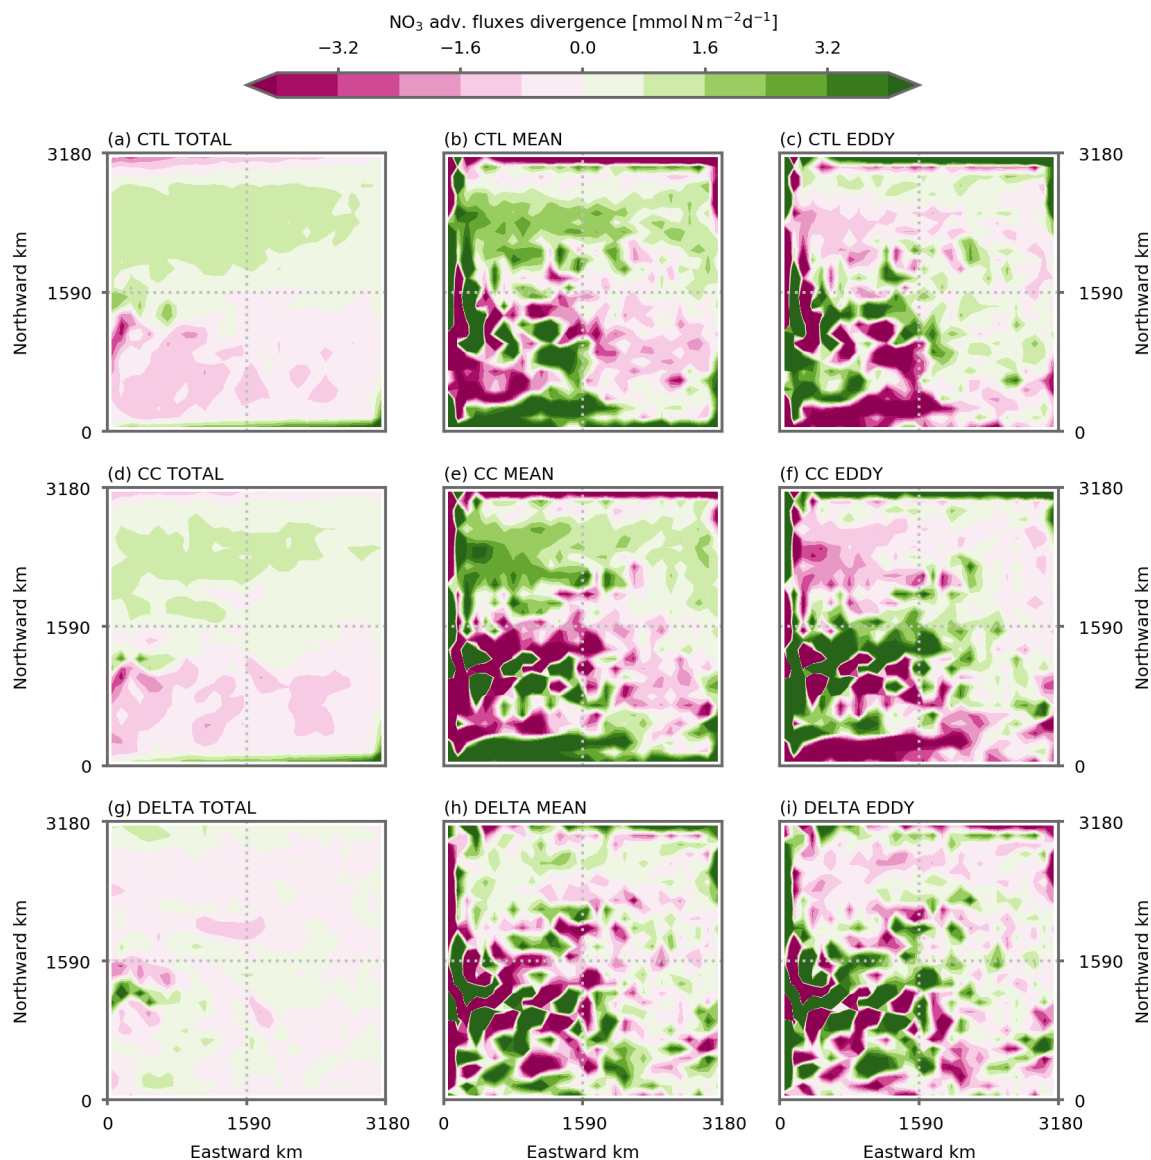 NO₃ adv. fluxes divergence [mmol N m⁻²d⁻¹]
−3.2 −1.6 0.0 1.6 3.2
(a) CTL TOTAL (b) CTL MEAN (c) CTL EDDY
3180 3180
Northward km 1590 1590 Northward km
0 0
(d) CC TOTAL (e) CC MEAN (f) CC EDDY
3180 3180
Northward km 1590 1590 Northward km
0 0
(g) DELTA TOTAL (h) DELTA MEAN (i) DELTA EDDY
3180 3180
Northward km 1590 1590 Northward km
0 0
0 1590 3180 0 1590 3180 0 1590 3180
Eastward km Eastward km Eastward km